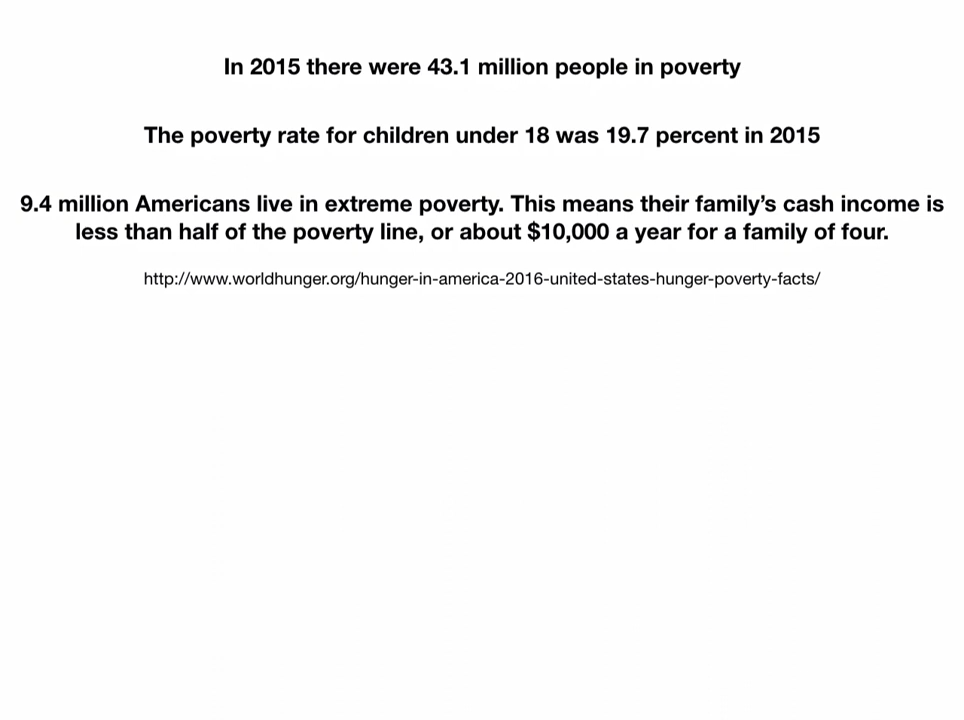 In 2015 there were 43.1 million people in poverty
The poverty rate for children under 18 was 19.7 percent in 2015
9.4 million Americans live in extreme poverty. This means their family’s cash income is
less than half of the poverty line, or about $10,000 a year for a family of four.
http://www.worldhunger.org/hunger-in-america-2016-united-states-hunger-poverty-facts/